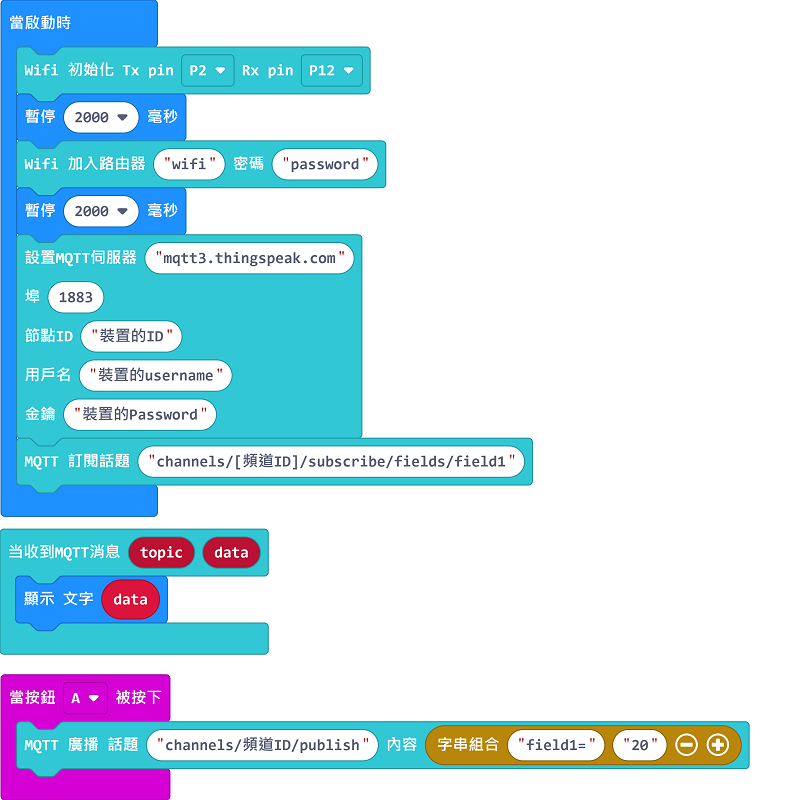 當啟動時
Wifi 初始化 Tx pin P2 Rx pin P12
暫停 2000 毫秒
Wifi 加入路由器 "wifi" 密碼 "password"
暫停 2000 毫秒
設置MQTT伺服器 "mqtt3.thingspeak.com"
埠 1883
節點ID "裝置的ID"
用戶名 "裝置的username"
金鑰 "裝置的Password"
MQTT 訂閱話題 "channels/[頻道ID]/subscribe/fields/field1"
当收到MQTT消息 topic data
顯示 文字 data
當按鈕 A 被按下
MQTT 廣播 話題 "channels/頻道ID/publish" 內容 字串組合 "field1=" "20"